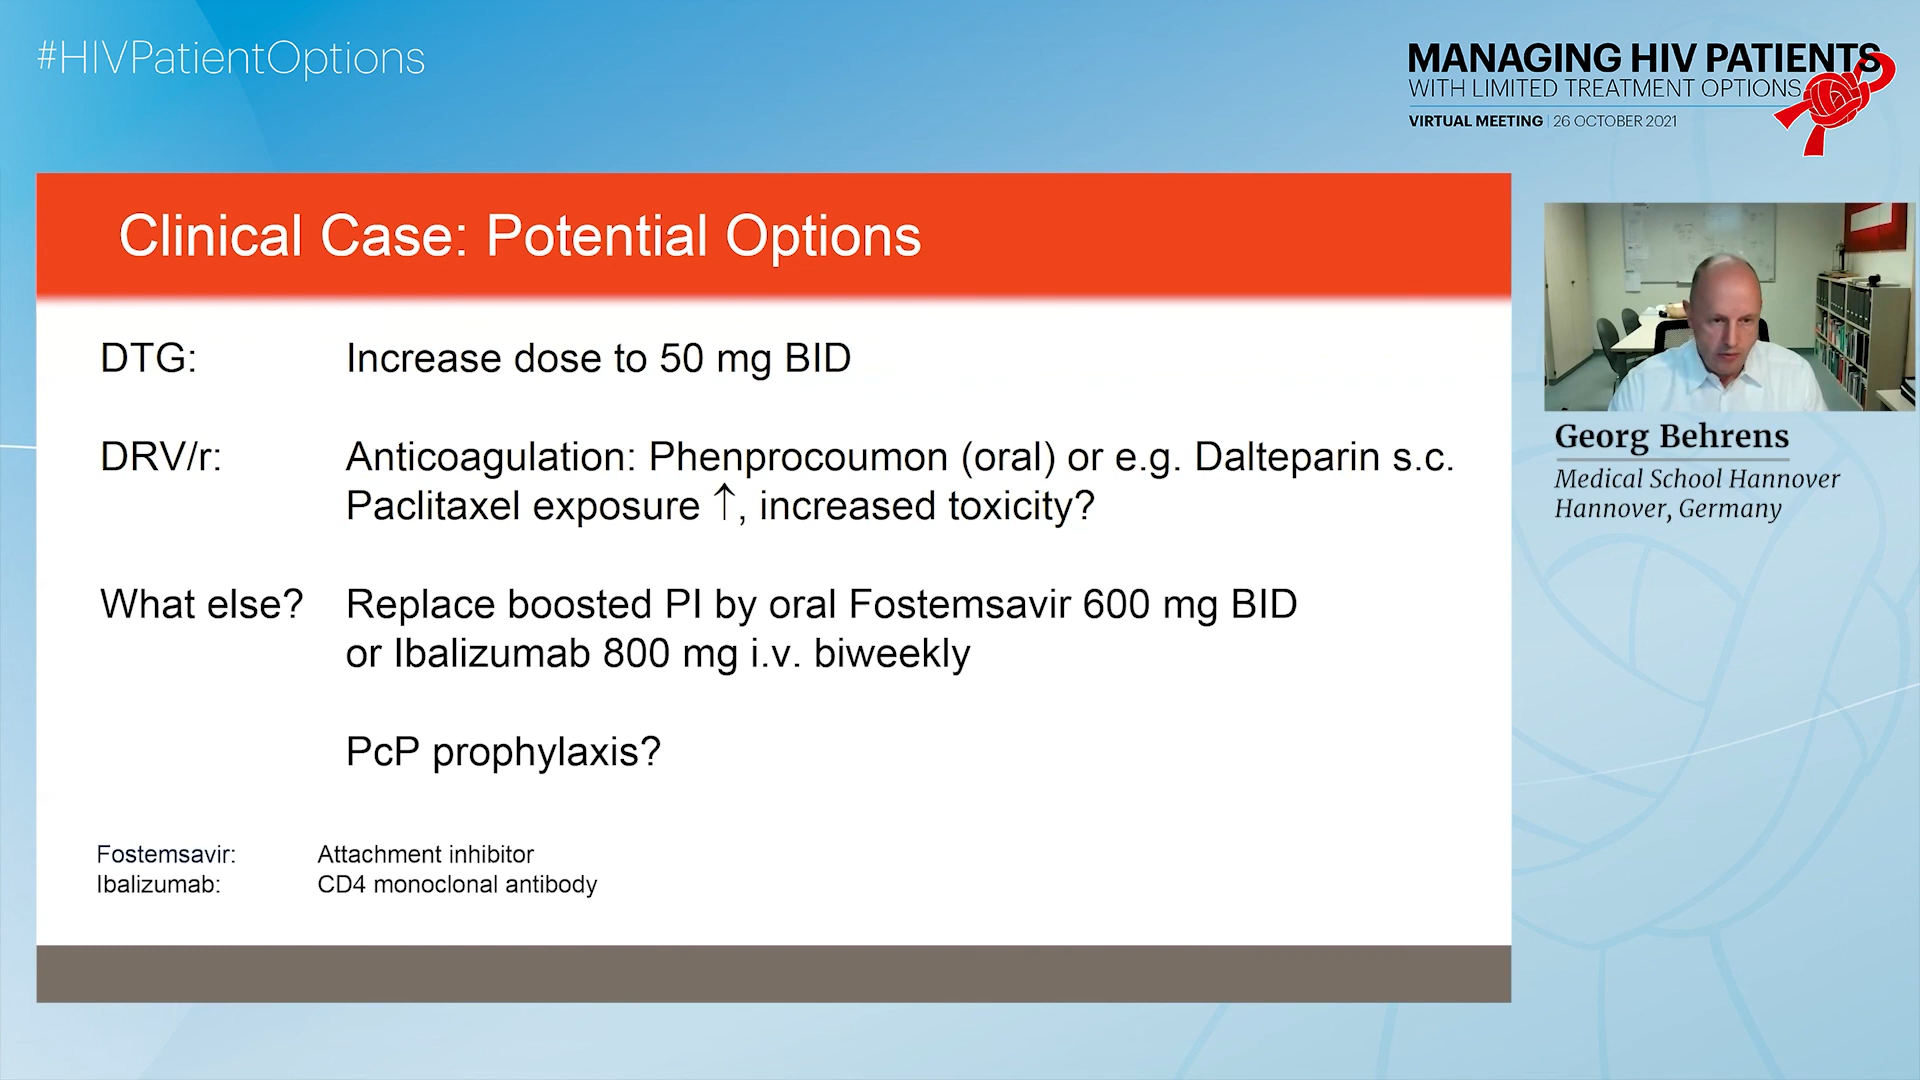 #HIVPatientOptions
MANAGING HIV PATIENTS
WITH LIMITED TREATMENT OPTIONS
VIRTUAL MEETING | 26 OCTOBER 2021
Clinical Case: Potential Options
DTG: Increase dose to 50 mg BID
DRV/r: Anticoagulation: Phenprocoumon (oral) or e.g. Dalteparin s.c.
Paclitaxel exposure ↑, increased toxicity?
What else? Replace boosted PI by oral Fostemsavir 600 mg BID
or Ibalizumab 800 mg i.v. biweekly
PcP prophylaxis?
Fostemsavir: Attachment inhibitor
Ibalizumab: CD4 monoclonal antibody
Georg Behrens
Medical School Hannover
Hannover, Germany